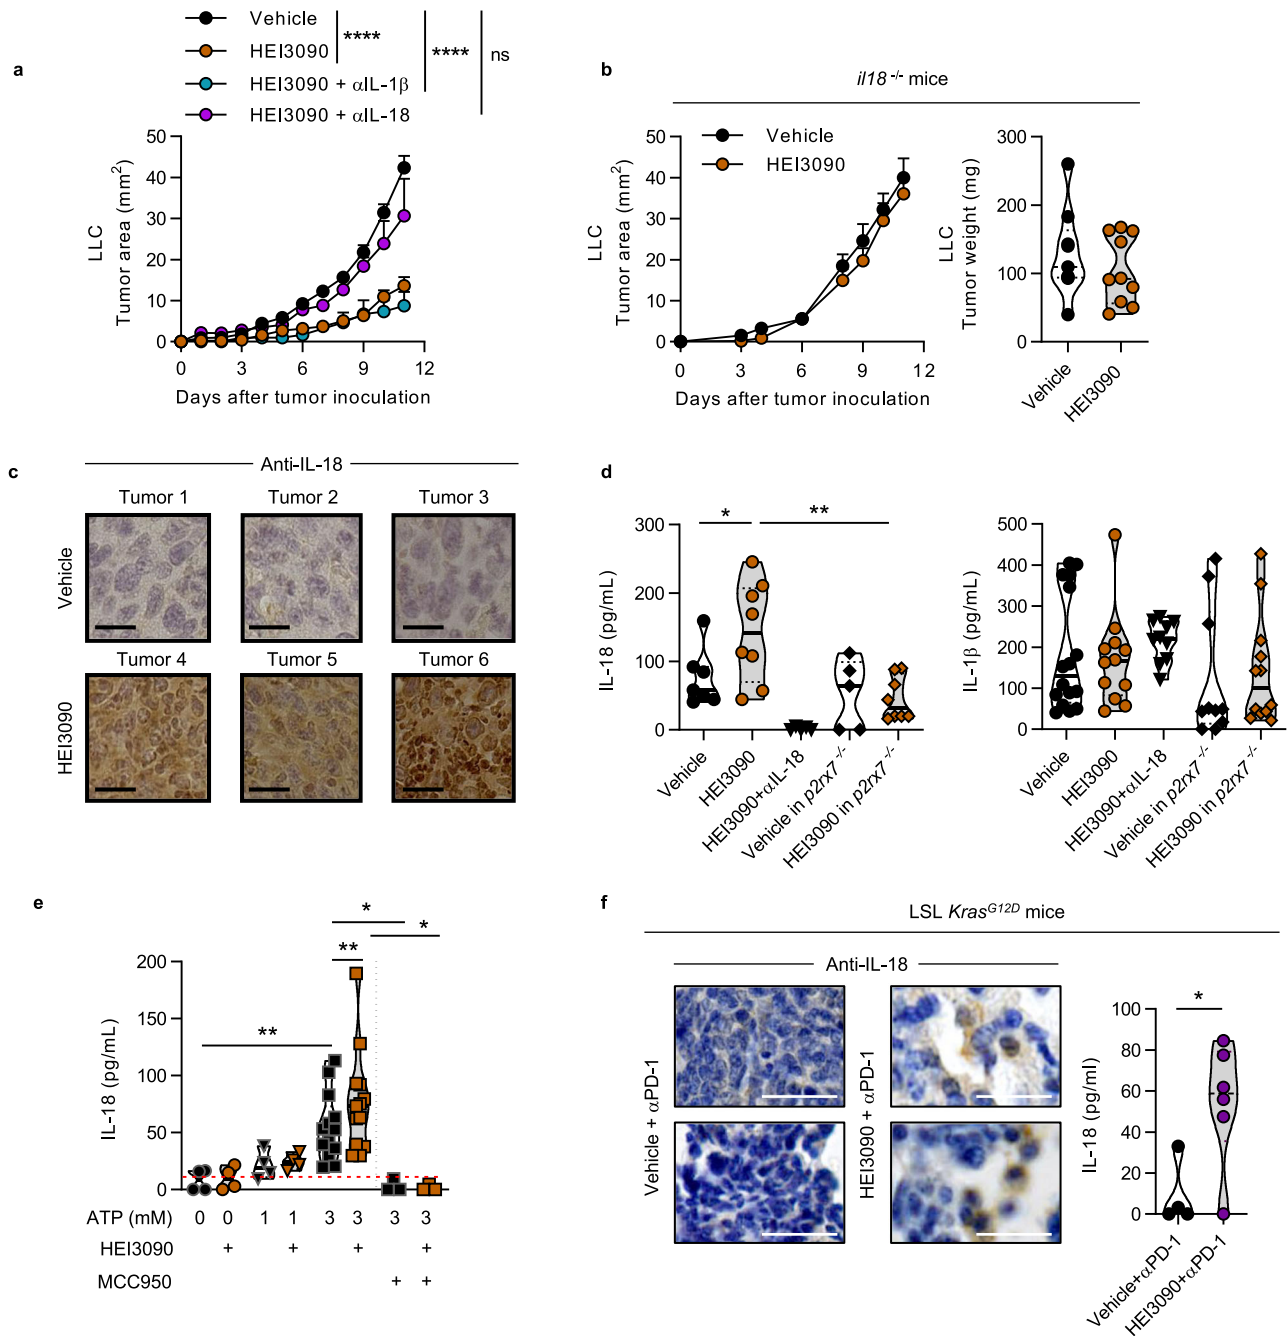 a
Vehicle
HEI3090
HEI3090 + αIL-1β
HEI3090 + αIL-18
****
****
ns
LLC
Tumor area (mm²)
50
40
30
20
10
0
0 3 6 9 12
Days after tumor inoculation
b
il18 -/- mice
Vehicle
HEI3090
LLC
Tumor area (mm²)
50
40
30
20
10
0
0 3 6 9 12
Days after tumor inoculation
LLC
Tumor weight (mg)
300
200
100
0
Vehicle
HEI3090
c
Anti-IL-18
Tumor 1 Tumor 2 Tumor 3
Vehicle
Tumor 4 Tumor 5 Tumor 6
HEI3090
d
* **
IL-18 (pg/mL)
300
200
100
0
Vehicle
HEI3090
HEI3090+αIL-18
Vehicle in p2rx7-/-
HEI3090 in p2rx7-/-
IL-1β (pg/mL)
500
400
300
200
100
0
Vehicle
HEI3090
HEI3090+αIL-18
Vehicle in p2rx7-/-
HEI3090 in p2rx7-/-
e
*
*
**
**
IL-18 (pg/mL)
200
150
100
50
0
ATP (mM) 0 0 1 1 3 3 3 3
HEI3090 + + + +
MCC950 + +
f
LSL KrasG12D mice
Anti-IL-18
Vehicle + αPD-1
HEI3090 + αPD-1
*
IL-18 (pg/ml)
100
80
60
40
20
0
Vehicle+αPD-1
HEI3090+αPD-1